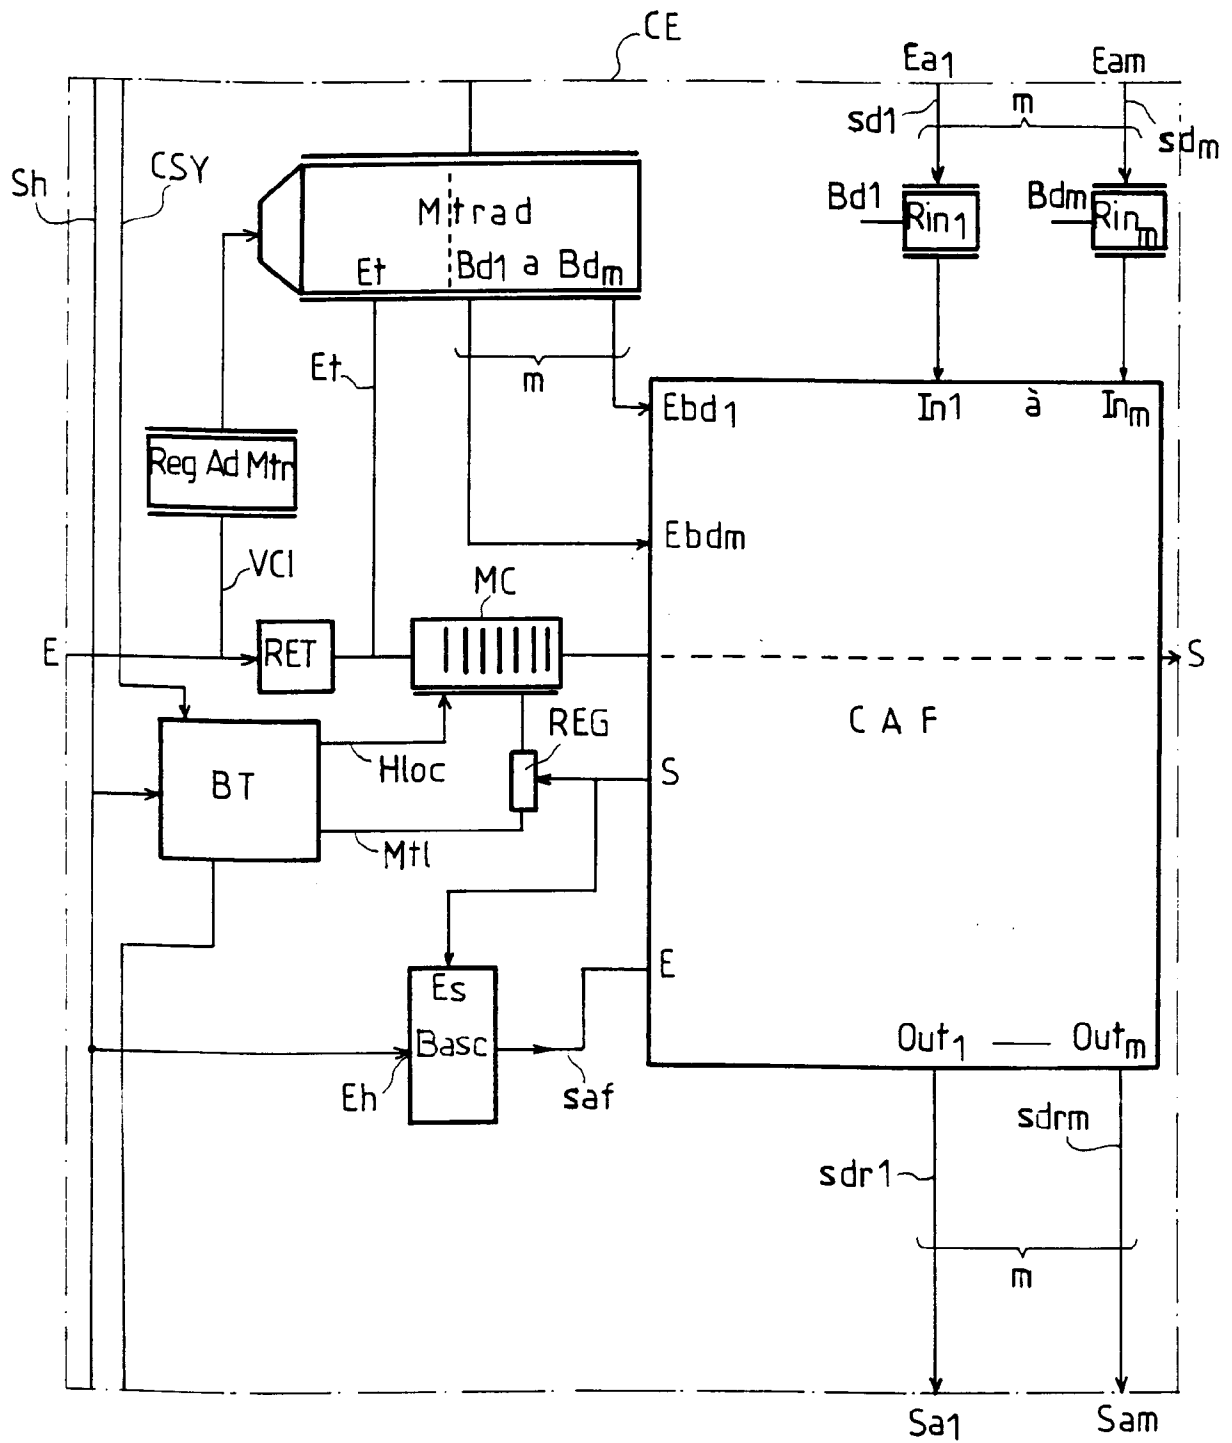 CE
Ea1
Eam
m
sd1
sdm
Sh
CSY
Bd1
Rin1
Bdm
Rinm
Mtrad
Et
Bd1 a Bdm
Et
m
Ebd1
In1 à Inm
Reg Ad Mtr
Ebdm
VCI
MC
E
RET
S
CAF
REG
Hloc
S
BT
Mtl
E
Es
Basc
Out1 — Outm
Eh
saf
sdrm
sdr1
m
Sa1
Sam